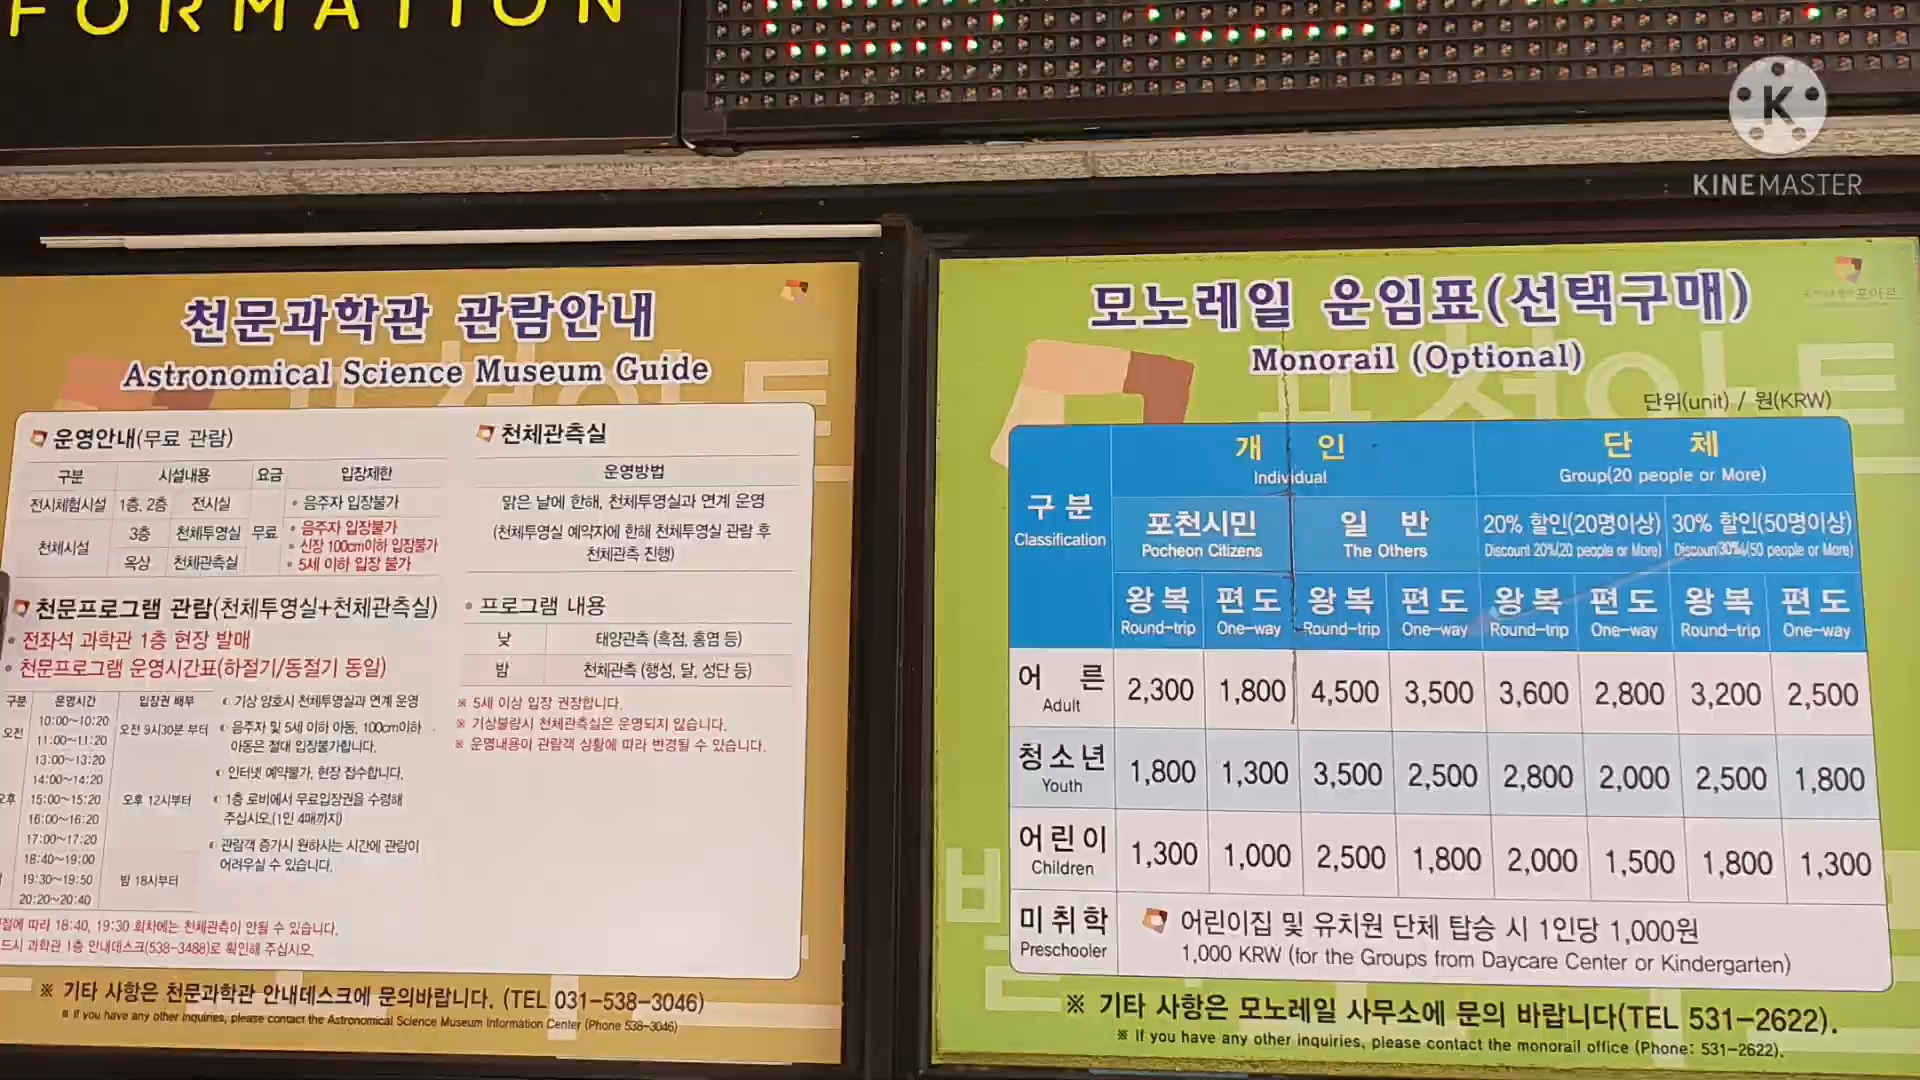 FORMATION
KINEMASTER
천문과학관 관람안내
Astronomical Science Museum Guide
운영안내(무료 관람)
구분 시설내용 요금 입장제한
전시체험시설 1층, 2층 전시실 무료 • 음주자 입장불가
천체시설 3층 천체투영실 • 음주자 입장불가
• 신장 100cm이하 입장불가
옥상 천체관측실 • 5세 이하 입장 불가
천문프로그램 관람(천체투영실+천체관측실)
• 전좌석 과학관 1층 현장 발매
• 천문프로그램 운영시간표(하절기/동절기 동일)
구분 운영시간 입장권 배부
오전 10:00~10:20 오전 9시30분 부터
11:00~11:20
13:00~13:20
14:00~14:20
오후 15:00~15:20 오후 12시부터
16:00~16:20
17:00~17:20
18:40~19:00
19:30~19:50 밤 18시부터
20:20~20:40
기상 양호시 천체투영실과 연계 운영
음주자 및 5세 이하 아동, 100cm이하
아동은 절대 입장불가합니다.
인터넷 예약불가, 현장 접수합니다.
1층 로비에서 무료입장권을 수령해
주십시오.(1인 4매까지)
관람객 증가시 원하시는 시간에 관람이
어려우실 수 있습니다.
절에 따라 18:40, 19:30 회차에는 천체관측이 안될 수 있습니다.
드시 과학관 1층 안내데스크(538-3488)로 확인해 주십시오.
천체관측실
운영방법
맑은 날에 한해, 천체투영실과 연계 운영
(천체투영실 예약자에 한해 천체투영실 관람 후
천체관측 진행)
• 프로그램 내용
낮 태양관측 (흑점, 홍염 등)
밤 천체관측 (행성, 달, 성단 등)
※ 5세 이상 입장 권장합니다.
※ 기상불량시 천체관측실은 운영되지 않습니다.
※ 운영내용이 관람객 상황에 따라 변경될 수 있습니다.
※ 기타 사항은 천문과학관 안내데스크에 문의바랍니다. (TEL 031-538-3046)
※ If you have any other inquiries, please contact the Astronomical Science Museum Information Center (Phone 538-3046)
모노레일 운임표(선택구매)
Monorail (Optional)
단위(unit) / 원(KRW)
구분 개 인 단 체
Classification Individual Group(20 people or More)
포천시민 일 반 20% 할인(20명이상) 30% 할인(50명이상)
Pocheon Citizens The Others Discount 20%(20 people or More) Discount 30%(50 people or More)
왕복 편도 왕복 편도 왕복 편도 왕복 편도
Round-trip One-way Round-trip One-way Round-trip One-way Round-trip One-way
어 른 2,300 1,800 4,500 3,500 3,600 2,800 3,200 2,500
Adult
청소년 1,800 1,300 3,500 2,500 2,800 2,000 2,500 1,800
Youth
어린이 1,300 1,000 2,500 1,800 2,000 1,500 1,800 1,300
Children
미취학 어린이집 및 유치원 단체 탑승 시 1인당 1,000원
Preschooler 1,000 KRW (for the Groups from Daycare Center or Kindergarten)
※ 기타 사항은 모노레일 사무소에 문의 바랍니다(TEL 531-2622).
※ If you have any other inquiries, please contact the monorail office (Phone: 531-2622).